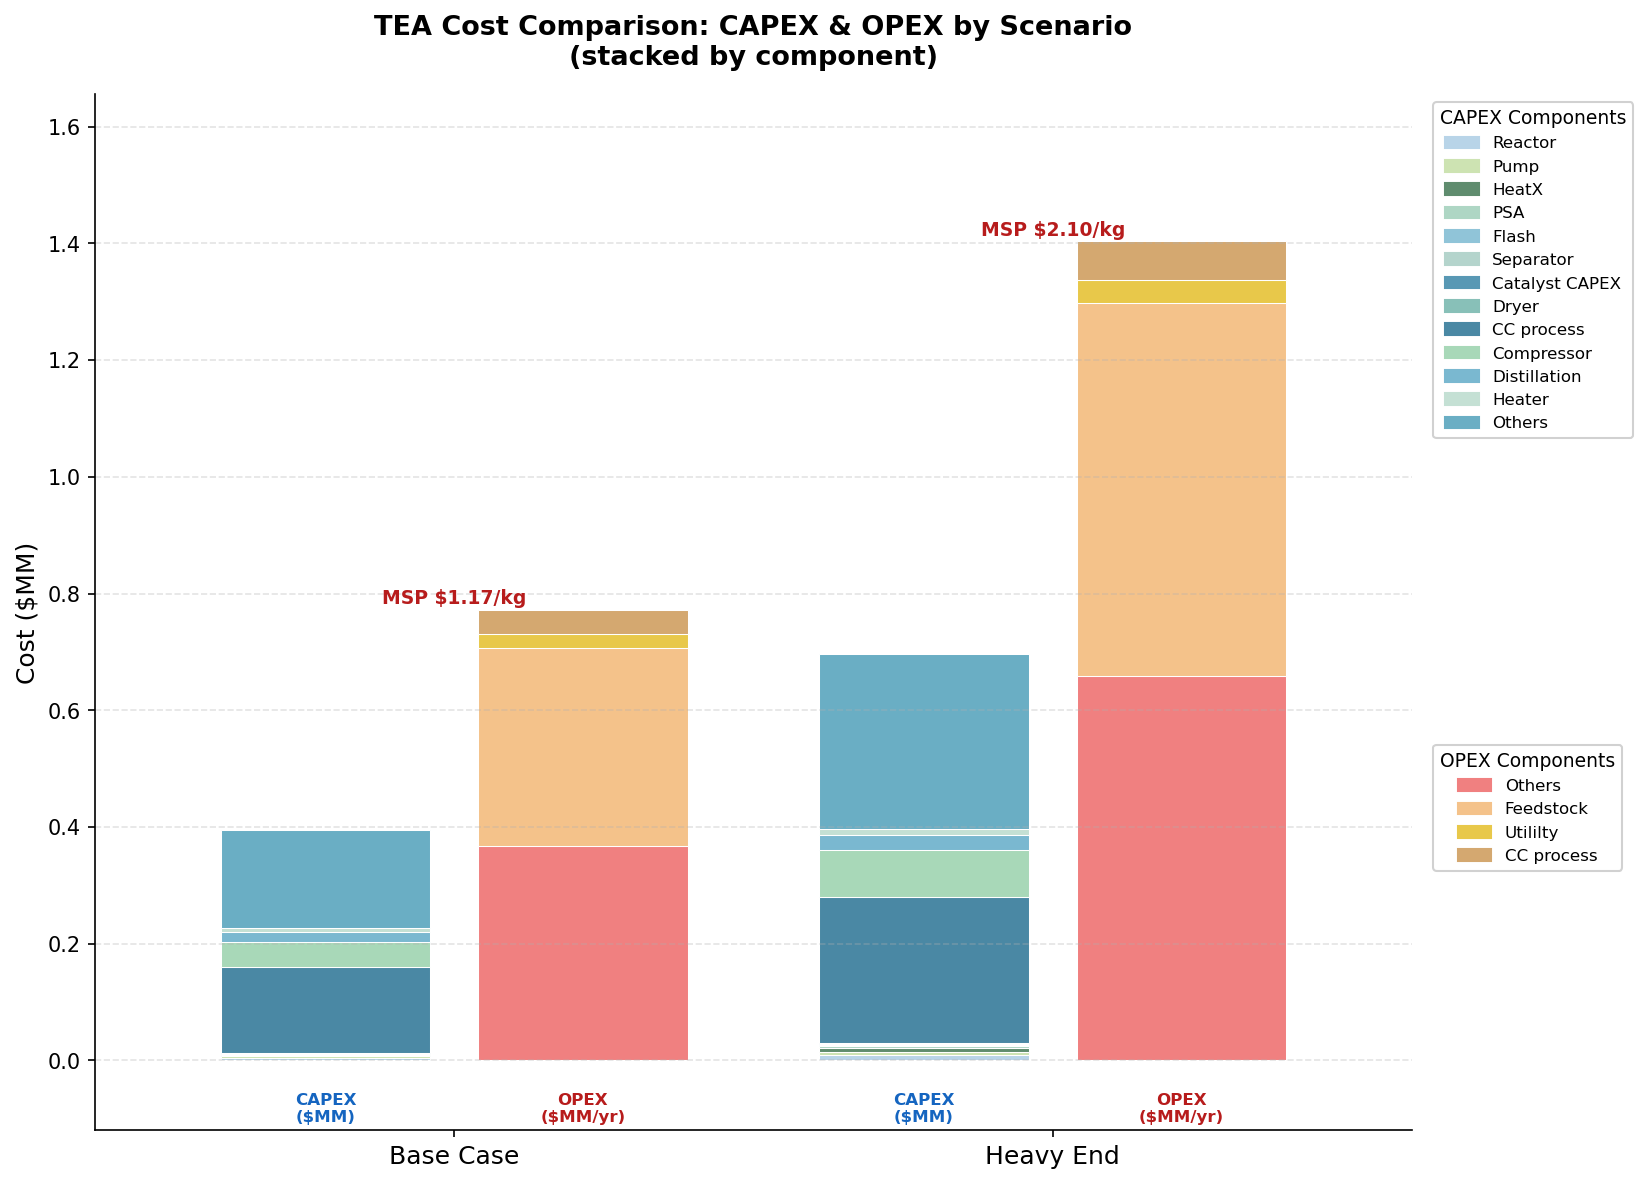 TEA Cost Comparison: CAPEX & OPEX by Scenario
(stacked by component)
Cost ($MM)
1.6
1.4
1.2
1.0
0.8
0.6
0.4
0.2
0.0
MSP $1.17/kg
MSP $2.10/kg
CAPEX
($MM)
OPEX
($MM/yr)
CAPEX
($MM)
OPEX
($MM/yr)
Base Case
Heavy End
CAPEX Components
Reactor
Pump
HeatX
PSA
Flash
Separator
Catalyst CAPEX
Dryer
CC process
Compressor
Distillation
Heater
Others
OPEX Components
Others
Feedstock
Utililty
CC process